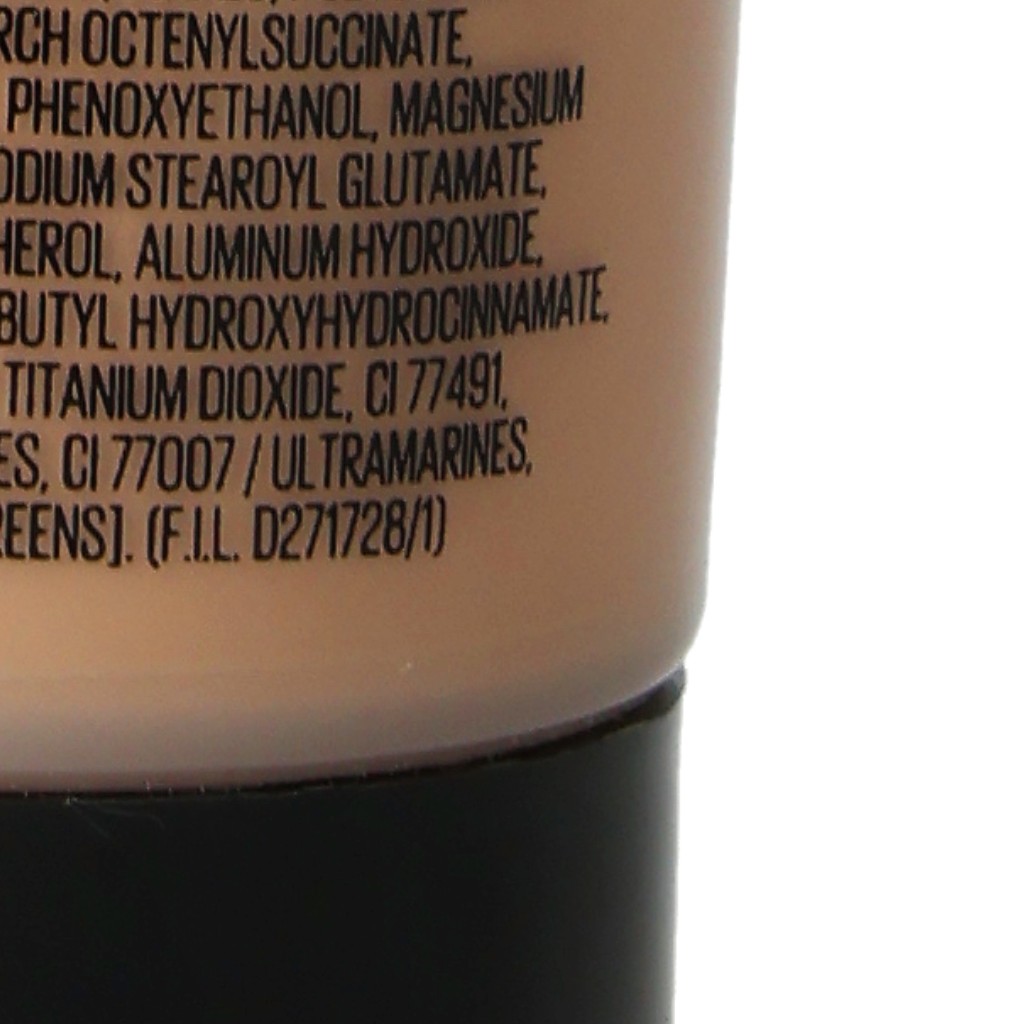 RCH OCTENYLSUCCINATE,
PHENOXYETHANOL, MAGNESIUM
ODIUM STEAROYL GLUTAMATE,
HEROL, ALUMINUM HYDROXIDE,
BUTYL HYDROXYHYDROCINNAMATE,
TITANIUM DIOXIDE, CI 77491,
ES, CI 77007 / ULTRAMARINES,
REENS]. (F.I.L. D271728/1)